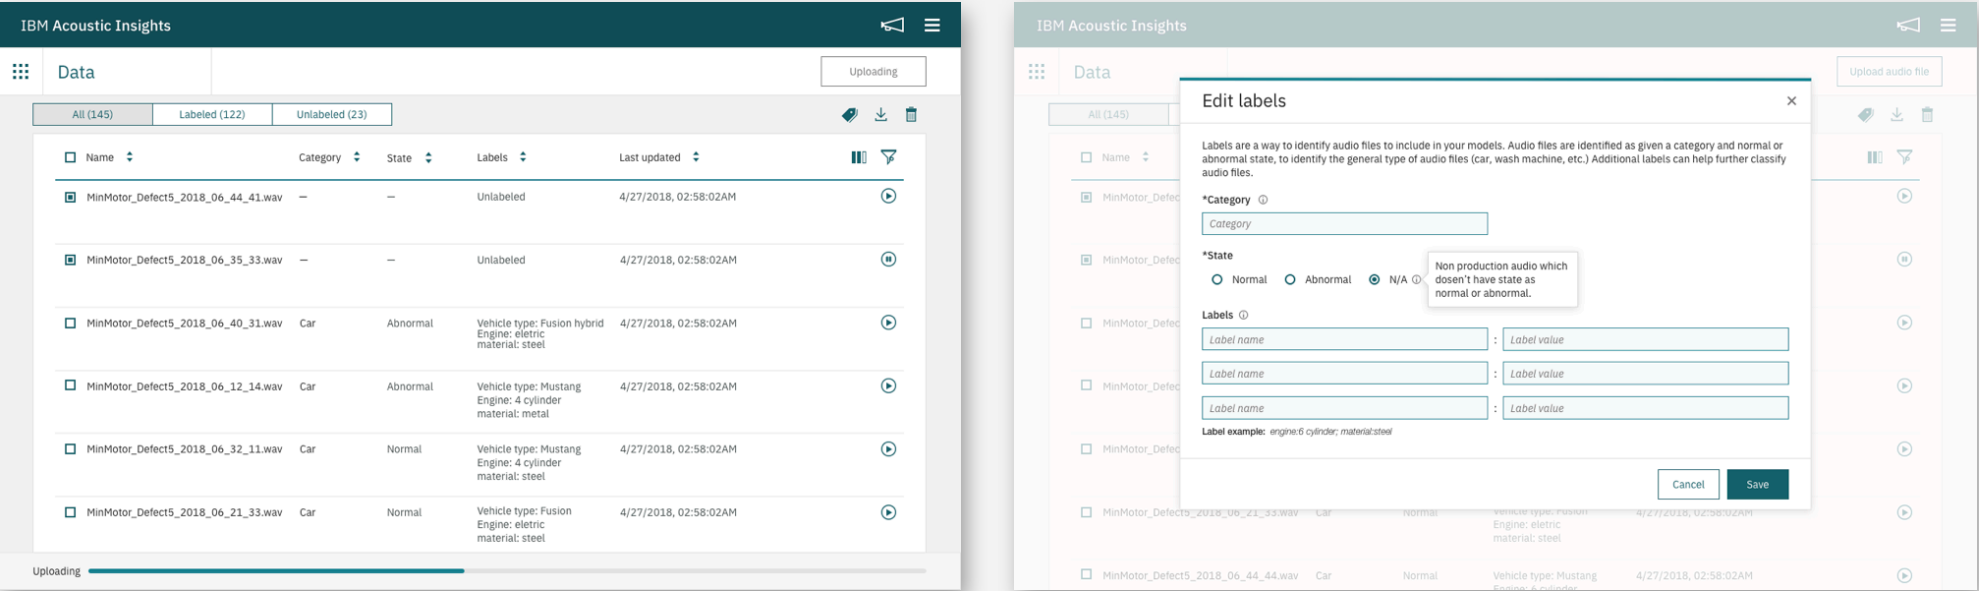 IBM Acoustic Insights
Data
Uploading
All (145)
Labeled (122)
Unlabeled (23)
Name
Category
State
Labels
Last updated
MinMotor_Defect5_2018_06_44_41.wav — — Unlabeled 4/27/2018, 02:58:02AM
MinMotor_Defect5_2018_06_35_33.wav — — Unlabeled 4/27/2018, 02:58:02AM
MinMotor_Defect5_2018_06_40_31.wav Car Abnormal Vehicle type: Fusion hybrid 4/27/2018, 02:58:02AM
Engine: eletric
material: steel
MinMotor_Defect5_2018_06_12_14.wav Car Abnormal Vehicle type: Mustang 4/27/2018, 02:58:02AM
Engine: 4 cylinder
material: metal
MinMotor_Defect5_2018_06_32_11.wav Car Normal Vehicle type: Mustang 4/27/2018, 02:58:02AM
Engine: 4 cylinder
material: steel
MinMotor_Defect5_2018_06_21_33.wav Car Normal Vehicle type: Fusion 4/27/2018, 02:58:02AM
Engine: eletric
material: steel
Uploading
IBM Acoustic Insights
Data
Upload audio file
All (145)
Name
MinMotor_Defec
MinMotor_Defec
MinMotor_Defec
MinMotor_Defec
MinMotor_Defec
Edit labels
Labels are a way to identify audio files to include in your models. Audio files are identified as given a category and normal or
abnormal state, to identify the general type of audio files (car, wash machine, etc.) Additional labels can help further classify
audio files.
*Category
Category
*State
Normal
Abnormal
N/A
Non production audio which
dosen't have state as
normal or abnormal.
Labels
Label name : Label value
Label name : Label value
Label name : Label value
Label example: engine:6 cylinder; material:steel
Cancel
Save
MinMotor_Defect5_2018_06_21_33.wav Car Normal Vehicle type: Fusion 4/27/2018, 02:58:02AM
Engine: eletric
material: steel
MinMotor_Defect5_2018_06_44_44.wav Car Normal Vehicle type: Mustang 4/27/2018, 02:58:02AM
Engine: 6 cylinder